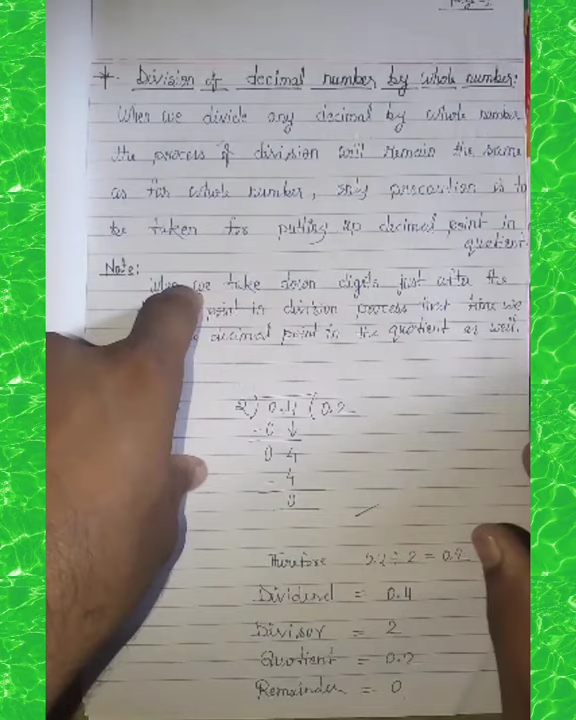 * Division of decimal number by whole number:
When we divide any decimal by whole number
the process of division will remain the same
as for whole number, only precaution is to
be taken for putting up decimal point in
quotient.
Note:
When we take down digits just after the
point in division process first time we
decimal point in the quotient as well.
2) 0.4 ( 0.2
- 0 ↓
0 4
- 4
0
Therefore ÷ 2 = 0.2
Dividend = 0.4
Divisor = 2
Quotient = 0.2
Remainder = 0